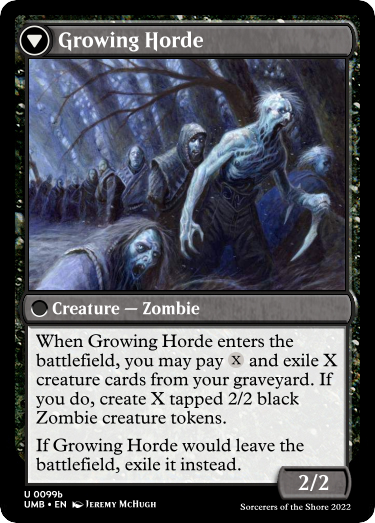 Growing Horde
Creature — Zombie
When Growing Horde enters the
battlefield, you may pay X and exile X
creature cards from your graveyard. If
you do, create X tapped 2/2 black
Zombie creature tokens.
If Growing Horde would leave the
battlefield, exile it instead.
2/2
U 0099b
UMB • EN Jeremy McHugh
Sorcerers of the Shore 2022